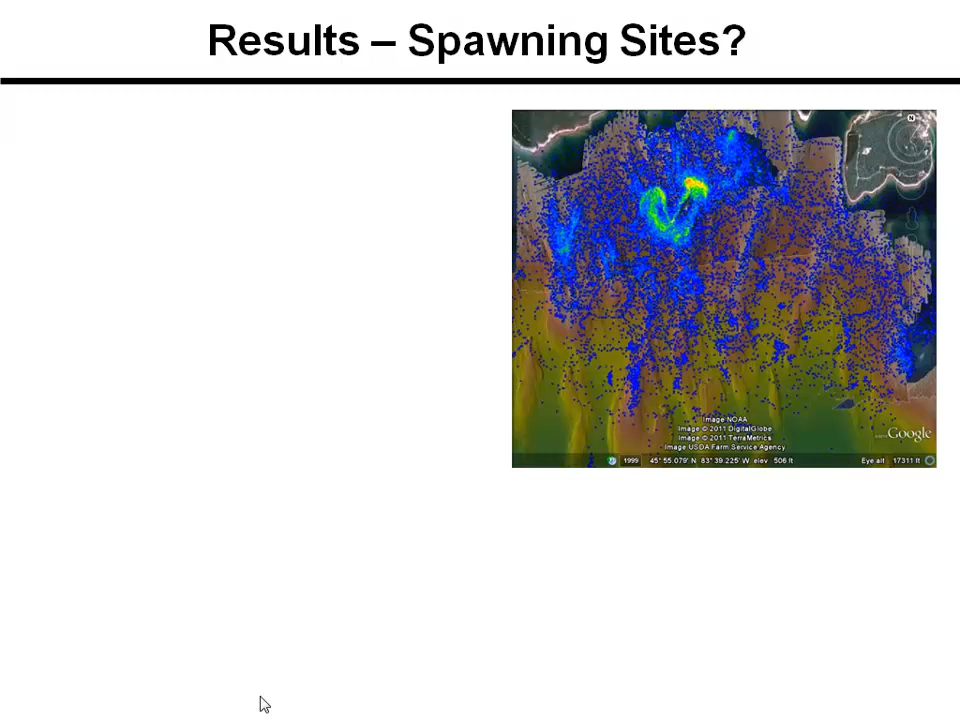 Results – Spawning Sites?
N
Image NOAA
Image © 2011 DigitalGlobe
Image © 2011 TerraMetrics
Image USDA Farm Service Agency
Google
1999 45° 55.079' N 83° 39.225' W elev 506 ft Eye alt 17311 ft